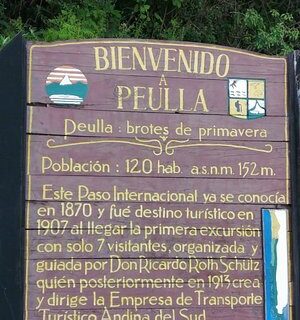 BIENVENIDO
A
PEULLA
Deulla : brotes de primavera
Población : 120 hab. a.s.n.m. 152 m.
Este Paso Internacional ya se conocía
en 1870 y fué destino turístico en
1907 al llegar la primera excursión
con solo 7 visitantes, organizada y
guiada por Don Ricardo Roth Schütz
quién posteriormente en 1913 crea
y dirige la Empresa de Transporte
Turístico Andina del Sud